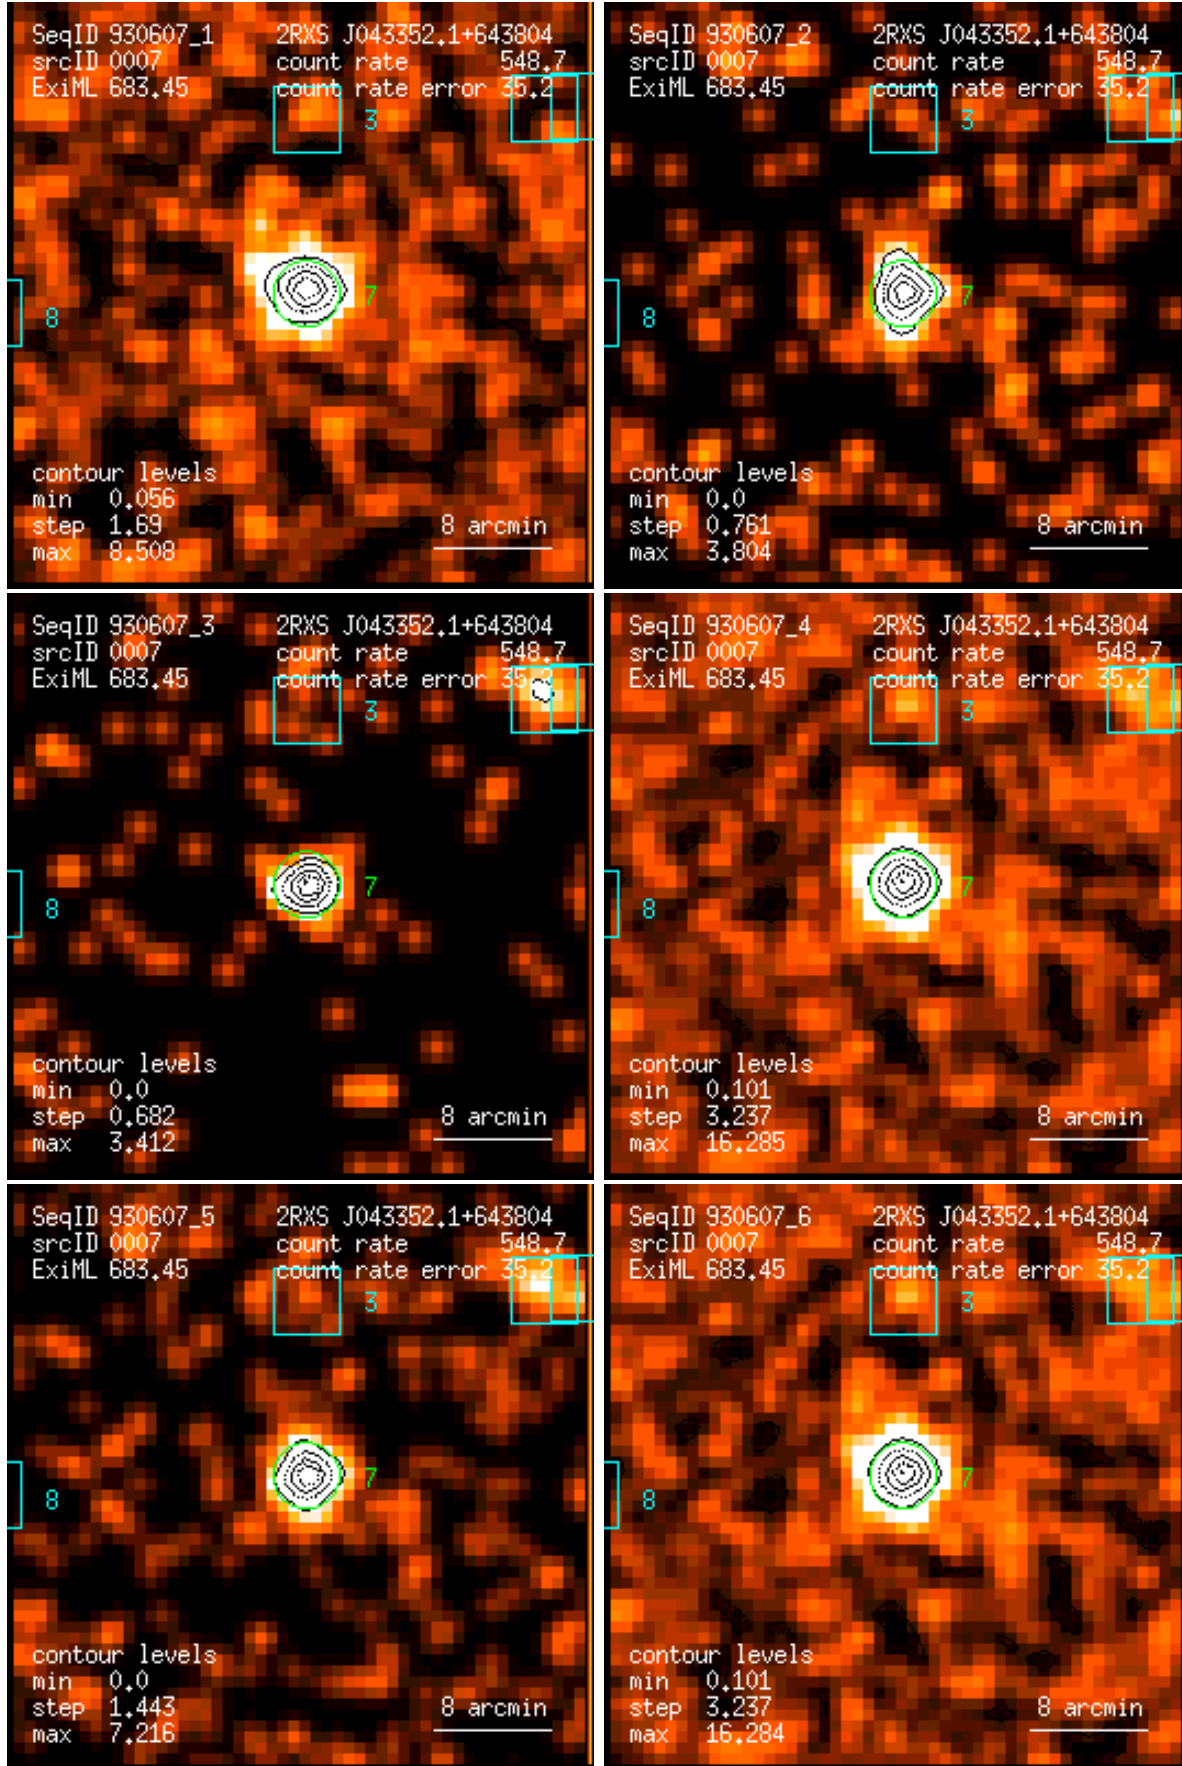 SeqID 930607_1 2RXS J043352.1+643804
srcID 0007 count rate 548.7
ExiML 683.45 count rate error 35.2
3
7
8
contour levels
min 0.056
step 1.69
max 8.508
8 arcmin
SeqID 930607_2 2RXS J043352.1+643804
srcID 0007 count rate 548.7
ExiML 683.45 count rate error 35.2
3
7
8
contour levels
min 0.0
step 0.761
max 3.804
8 arcmin
SeqID 930607_3 2RXS J043352.1+643804
srcID 0007 count rate 548.7
ExiML 683.45 count rate error 35.2
3
7
8
contour levels
min 0.0
step 0.682
max 3.412
8 arcmin
SeqID 930607_4 2RXS J043352.1+643804
srcID 0007 count rate 548.7
ExiML 683.45 count rate error 35.2
3
7
8
contour levels
min 0.101
step 3.237
max 16.285
8 arcmin
SeqID 930607_5 2RXS J043352.1+643804
srcID 0007 count rate 548.7
ExiML 683.45 count rate error 35.2
3
7
8
contour levels
min 0.0
step 1.443
max 7.216
8 arcmin
SeqID 930607_6 2RXS J043352.1+643804
srcID 0007 count rate 548.7
ExiML 683.45 count rate error 35.2
3
7
8
contour levels
min 0.101
step 3.237
max 16.284
8 arcmin